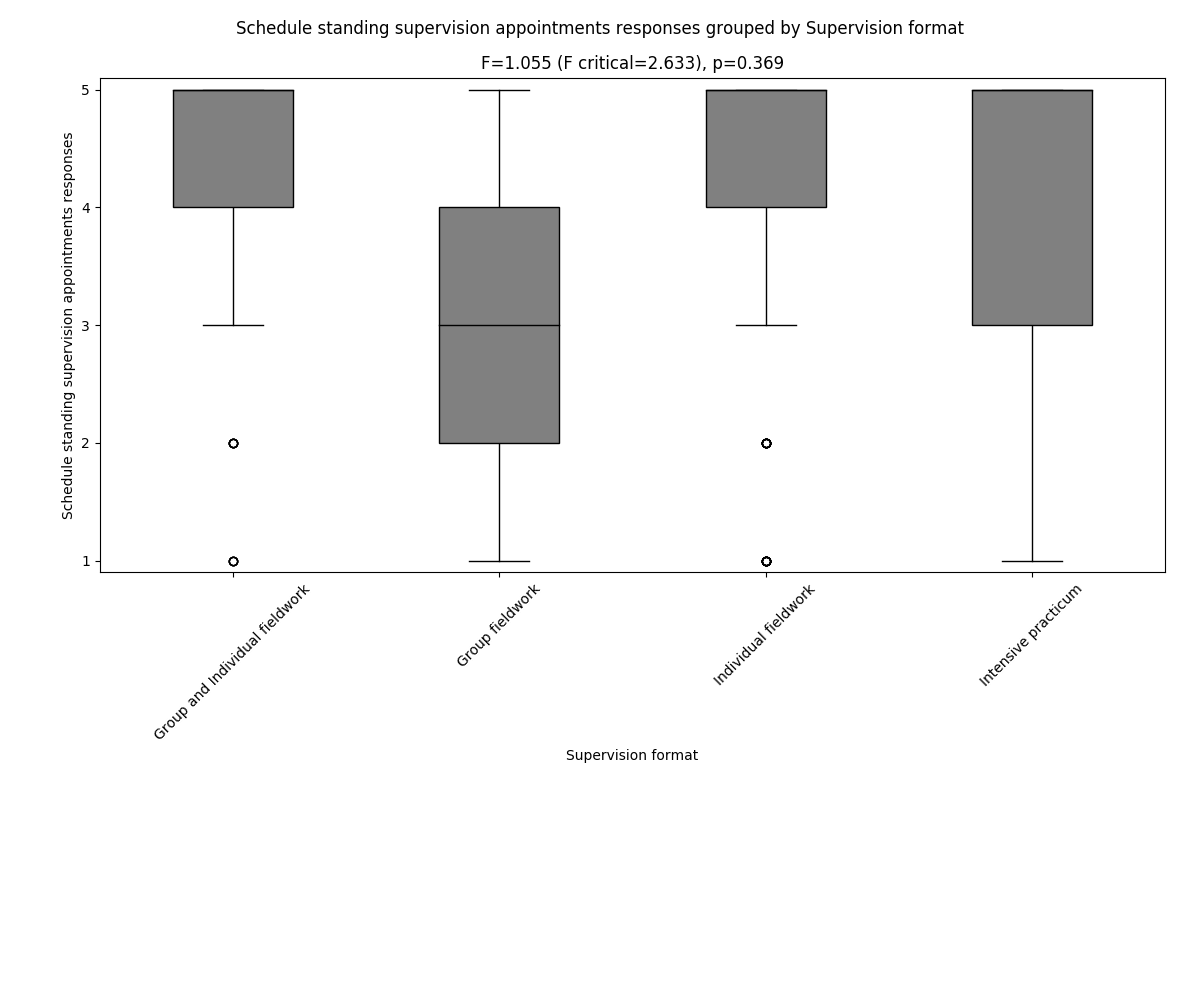 Schedule standing supervision appointments responses grouped by Supervision format
F=1.055 (F critical=2.633), p=0.369
Schedule standing supervision appointments responses
5
4
3
2
1
Group and Individual fieldwork
Group fieldwork
Individual fieldwork
Intensive practicum
Supervision format